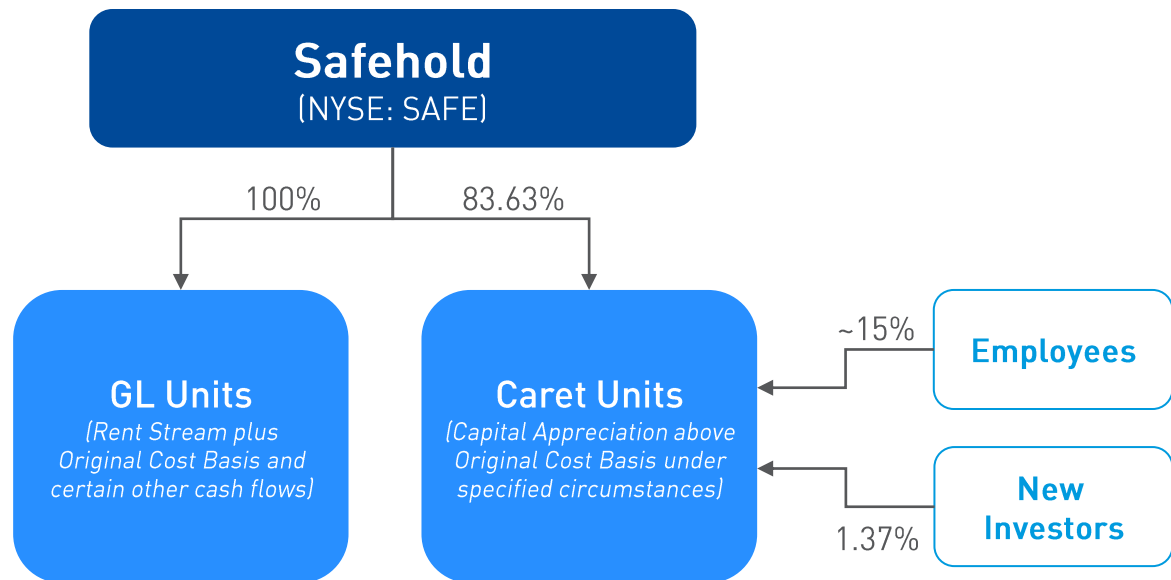 Safehold
(NYSE: SAFE)
100%
83.63%
GL Units
(Rent Stream plus
Original Cost Basis and
certain other cash flows)
Caret Units
(Capital Appreciation above
Original Cost Basis under
specified circumstances)
~15%
Employees
New
Investors
1.37%